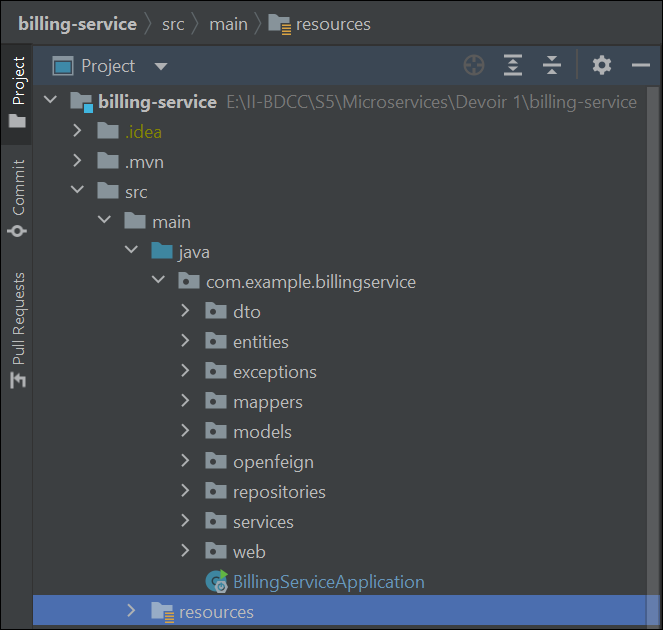 billing-service src main resources
Project
billing-service E:\II-BDCC\S5\Microservices\Devoir 1\billing-service
.idea
.mvn
src
main
java
com.example.billingservice
dto
entities
exceptions
mappers
models
openfeign
repositories
services
web
BillingServiceApplication
resources
Project
Commit
Pull Requests